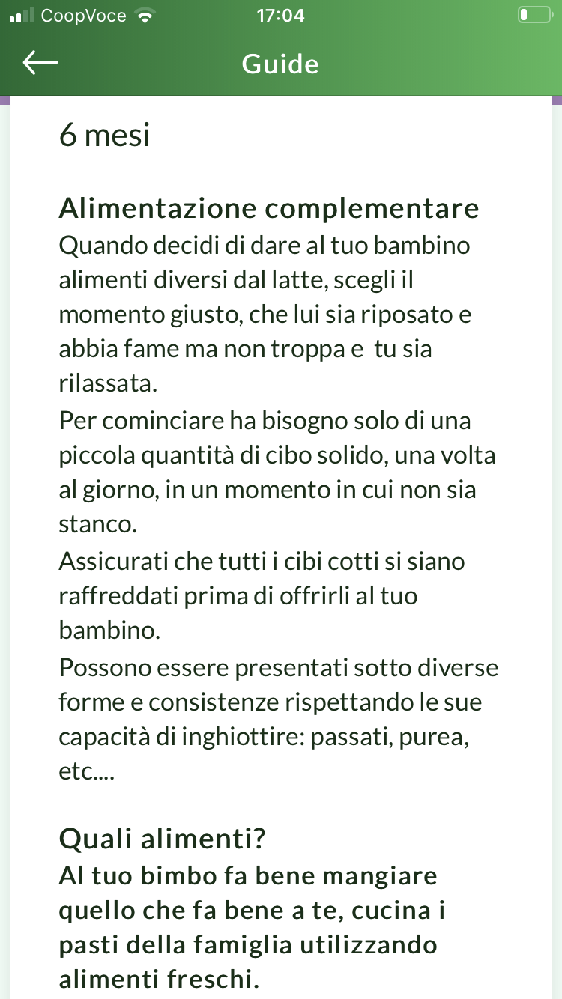 CoopVoce 17:04
Guide
6 mesi
Alimentazione complementare
Quando decidi di dare al tuo bambino
alimenti diversi dal latte, scegli il
momento giusto, che lui sia riposato e
abbia fame ma non troppa e  tu sia
rilassata.
Per cominciare ha bisogno solo di una
piccola quantità di cibo solido, una volta
al giorno, in un momento in cui non sia
stanco.
Assicurati che tutti i cibi cotti si siano
raffreddati prima di offrirli al tuo
bambino.
Possono essere presentati sotto diverse
forme e consistenze rispettando le sue
capacità di inghiottire: passati, purea,
etc....
Quali alimenti?
Al tuo bimbo fa bene mangiare
quello che fa bene a te, cucina i
pasti della famiglia utilizzando
alimenti freschi.